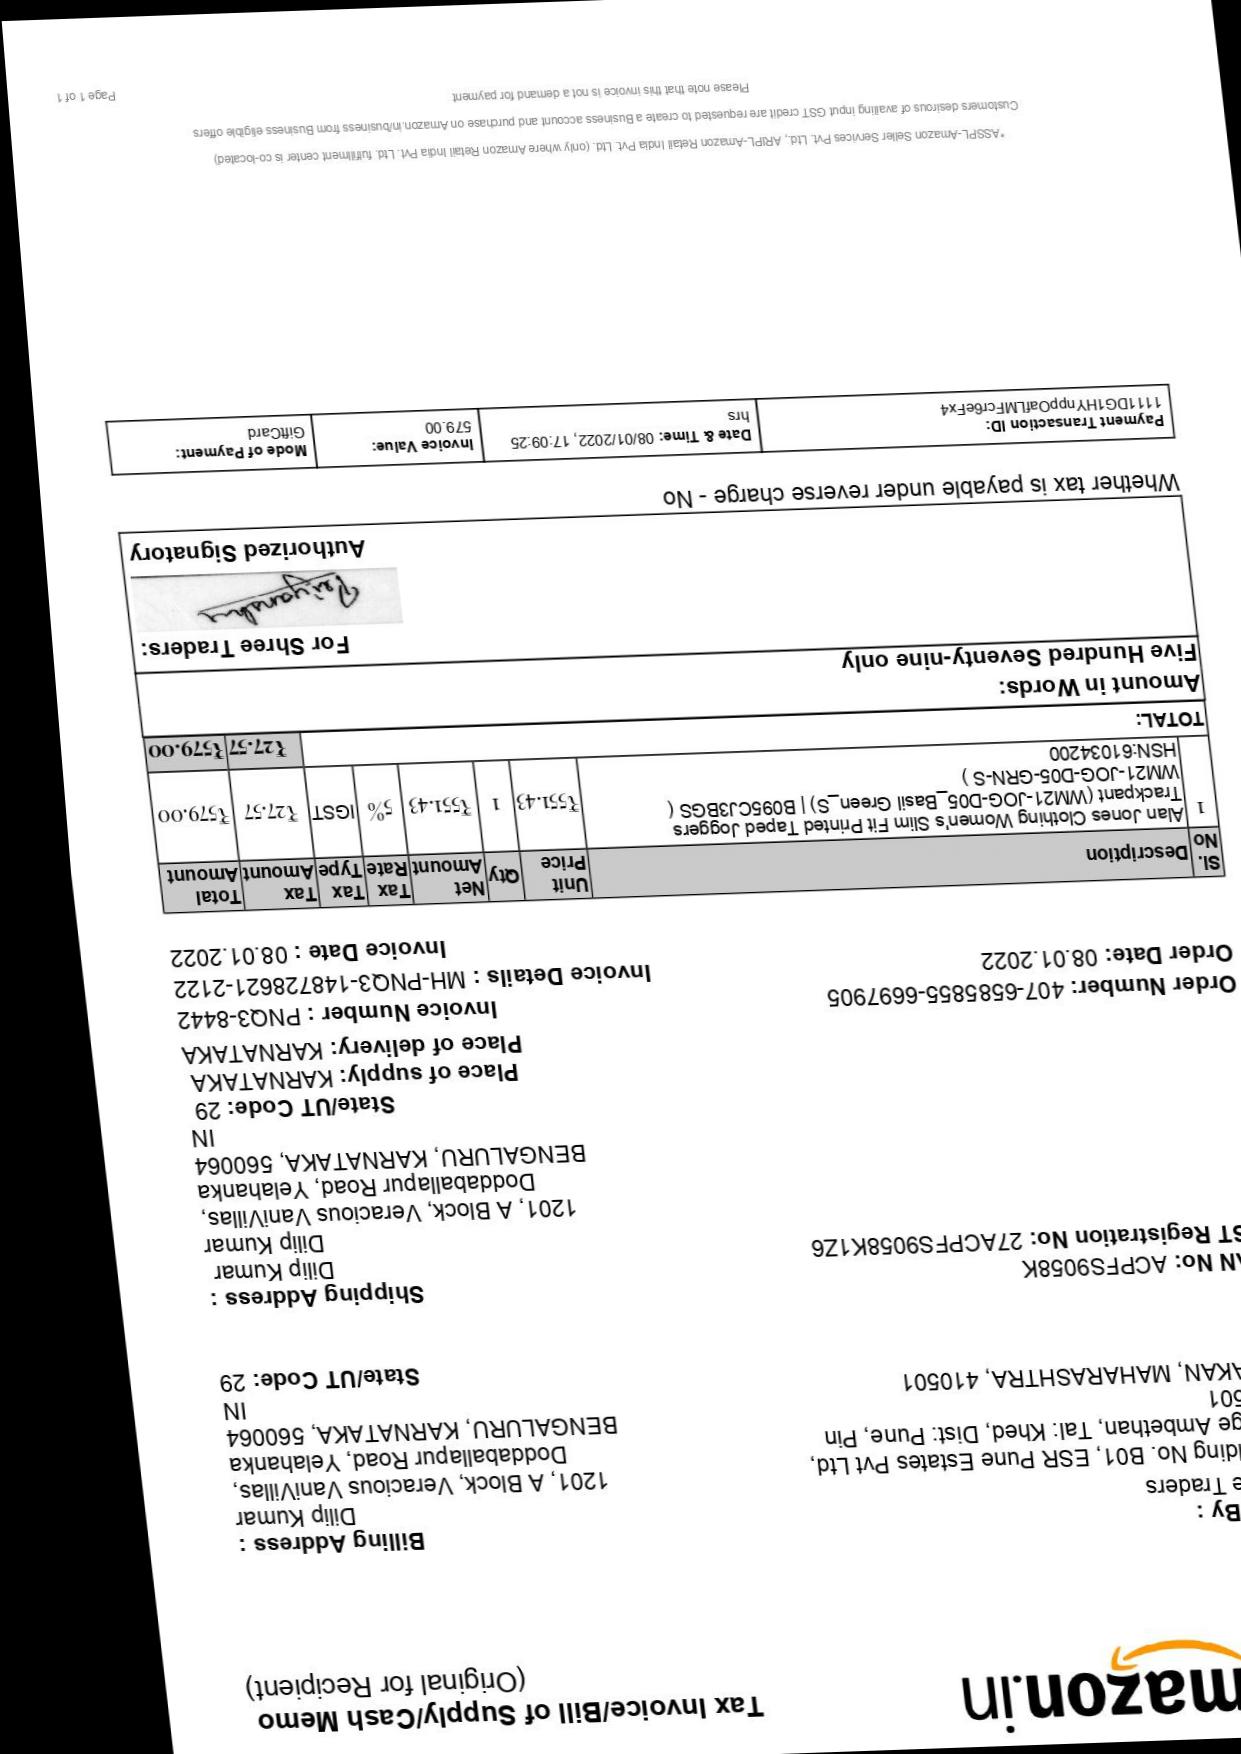 mazon.in
Tax Invoice/Bill of Supply/Cash Memo
(Original for Recipient)
By :
Traders
No. B01, ESR Pune Estates Pvt Ltd,
Ambethan, Tal: Khed, Dist: Pune, Pin
501
MAHARASHTRA, 410501
Billing Address :
Dilip Kumar
1201, A Block, Veracious VaniVillas,
Doddaballapur Road, Yelahanka
BENGALURU, KARNATAKA, 560064
IN
State/UT Code: 29
No: ACPFS9058K
Registration No: 27ACPFS9058K1Z6
Shipping Address :
Dilip Kumar
Dilip Kumar
1201, A Block, Veracious VaniVillas,
Doddaballapur Road, Yelahanka
BENGALURU, KARNATAKA, 560064
IN
State/UT Code: 29
Place of supply: KARNATAKA
Place of delivery: KARNATAKA
Order Number: 407-6585855-6697905
Order Date: 08.01.2022
Invoice Number : PNQ3-8442
Invoice Details : MH-PNQ3-148728621-2122
Invoice Date : 08.01.2022
Sl. No Description Unit Price Qty Net Amount Tax Rate Tax Type Tax Amount Total Amount
1 Alan Jones Clothing Women's Slim Fit Printed Taped Joggers
Trackpant (WM21-JOG-D05_Basil Green_S) | B095CJ3BGS (
WM21-JOG-D05-GRN-S )
HSN:61034200
₹551.43 1 ₹551.43 5% IGST ₹27.57 ₹579.00
TOTAL: ₹27.57 ₹579.00
Amount in Words:
Five Hundred Seventy-nine only
For Shree Traders:
Priyanshu
Authorized Signatory
Whether tax is payable under reverse charge - No
Payment Transaction ID:
1111DG1HYnppOafLMFcr6eFx4
Date & Time: 08/01/2022, 17:09:25
hrs
Invoice Value:
579.00
Mode of Payment:
GiftCard
*ASSPL-Amazon Seller Services Pvt. Ltd., ARIPL-Amazon Retail India Pvt. Ltd. (only where Amazon Retail India Pvt. Ltd. fulfillment center is co-located)
Customers desirous of availing input GST credit are requested to create a Business account and purchase on Amazon.in/business from Business eligible offers
Please note that this invoice is not a demand for payment
Page 1 of 1